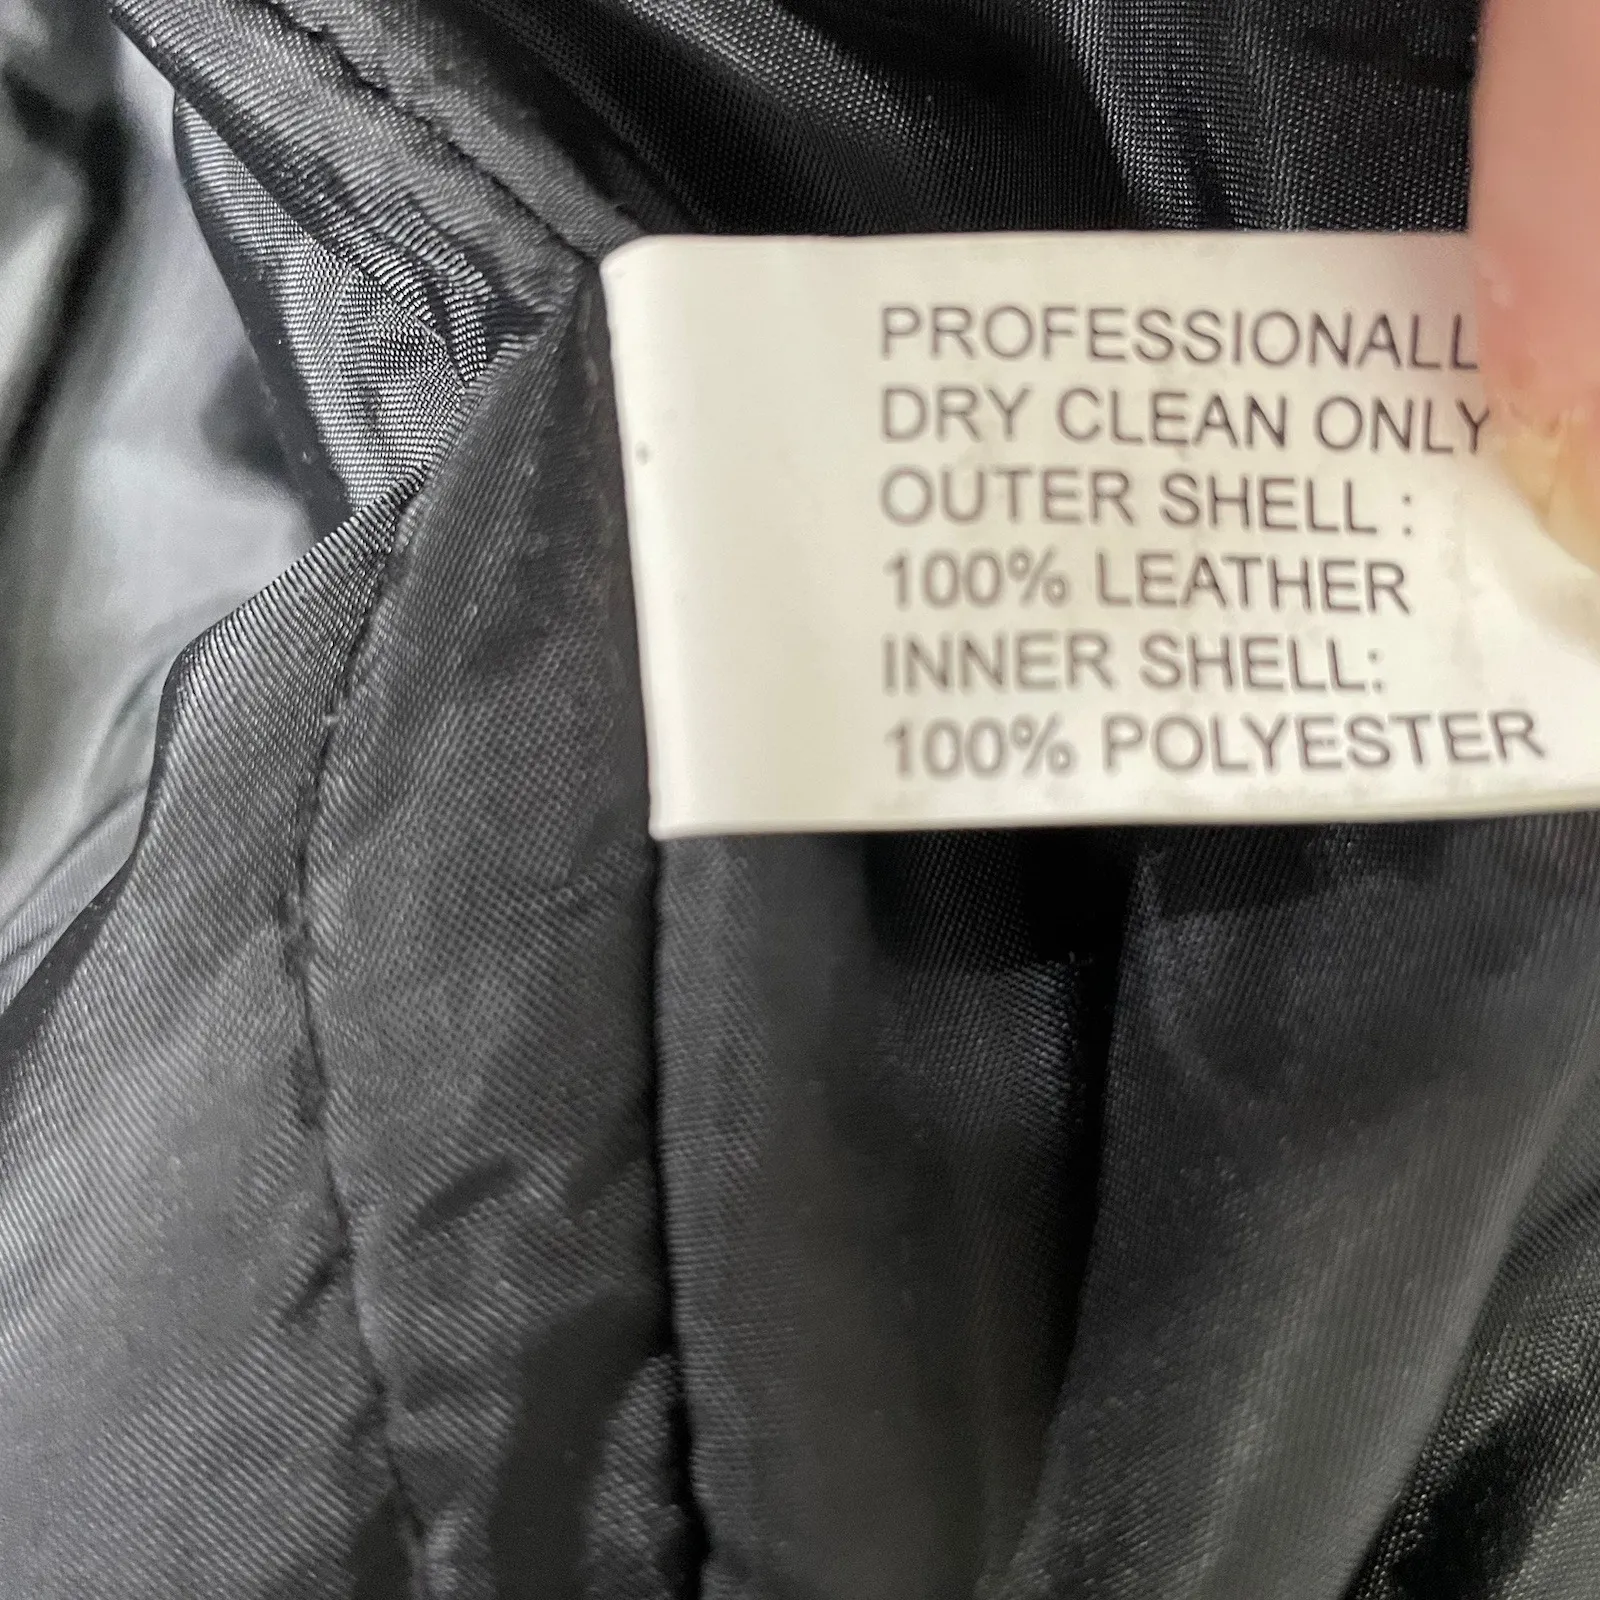 PROFESSIONALL
DRY CLEAN ONLY
OUTER SHELL :
100% LEATHER
INNER SHELL:
100% POLYESTER